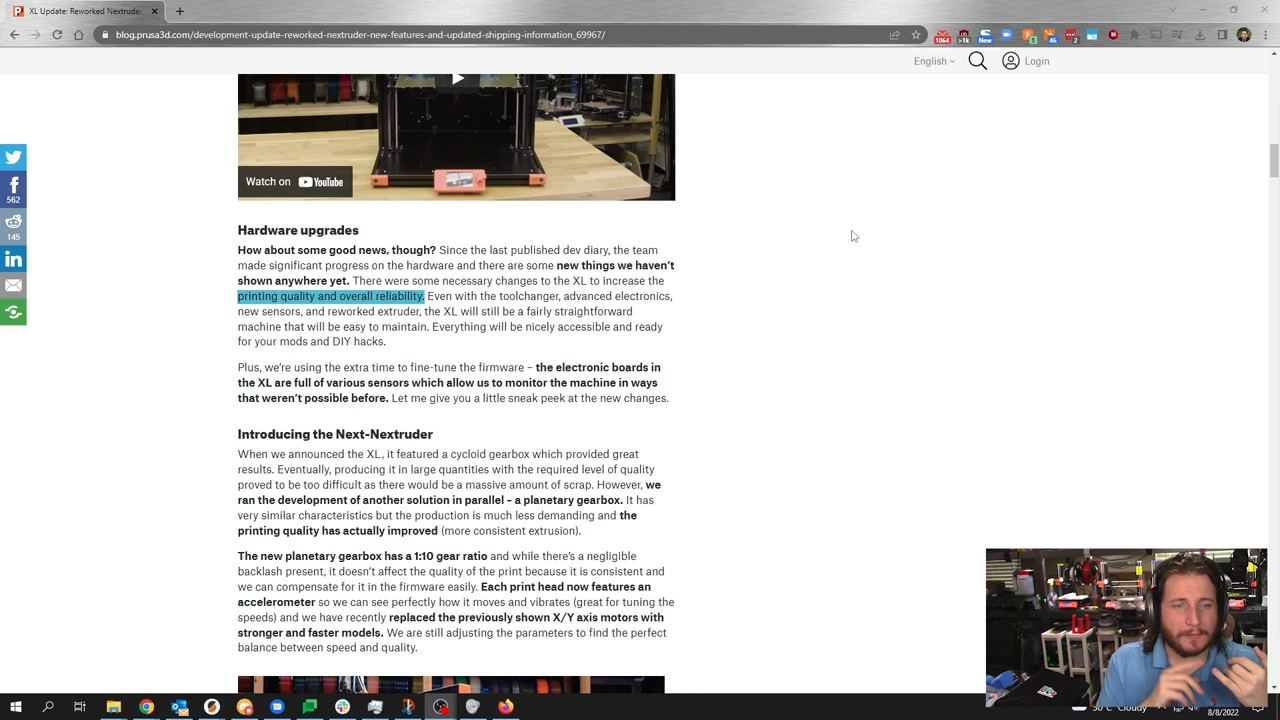 XL Update: Reworked Nextruder
blog.prusa3d.com/development-update-reworked-nextruder-new-features-and-updated-shipping-information_69967/
1064
>1k
New
1
46
2
English
Login
Watch on YouTube
562
145
Hardware upgrades
How about some good news, though? Since the last published dev diary, the team
made significant progress on the hardware and there are some new things we haven't
shown anywhere yet. There were some necessary changes to the XL to increase the
printing quality and overall reliability. Even with the toolchanger, advanced electronics,
new sensors, and reworked extruder, the XL will still be a fairly straightforward
machine that will be easy to maintain. Everything will be nicely accessible and ready
for your mods and DIY hacks.
Plus, we're using the extra time to fine-tune the firmware – the electronic boards in
the XL are full of various sensors which allow us to monitor the machine in ways
that weren't possible before. Let me give you a little sneak peek at the new changes.
Introducing the Next-Nextruder
When we announced the XL, it featured a cycloid gearbox which provided great
results. Eventually, producing it in large quantities with the required level of quality
proved to be too difficult as there would be a massive amount of scrap. However, we
ran the development of another solution in parallel – a planetary gearbox. It has
very similar characteristics but the production is much less demanding and the
printing quality has actually improved (more consistent extrusion).
The new planetary gearbox has a 1:10 gear ratio and while there's a negligible
backlash present, it doesn't affect the quality of the print because it is consistent and
we can compensate for it in the firmware easily. Each print head now features an
accelerometer so we can see perfectly how it moves and vibrates (great for tuning the
speeds) and we have recently replaced the previously shown X/Y axis motors with
stronger and faster models. We are still adjusting the parameters to find the perfect
balance between speed and quality.
Cloudy
8/8/2022